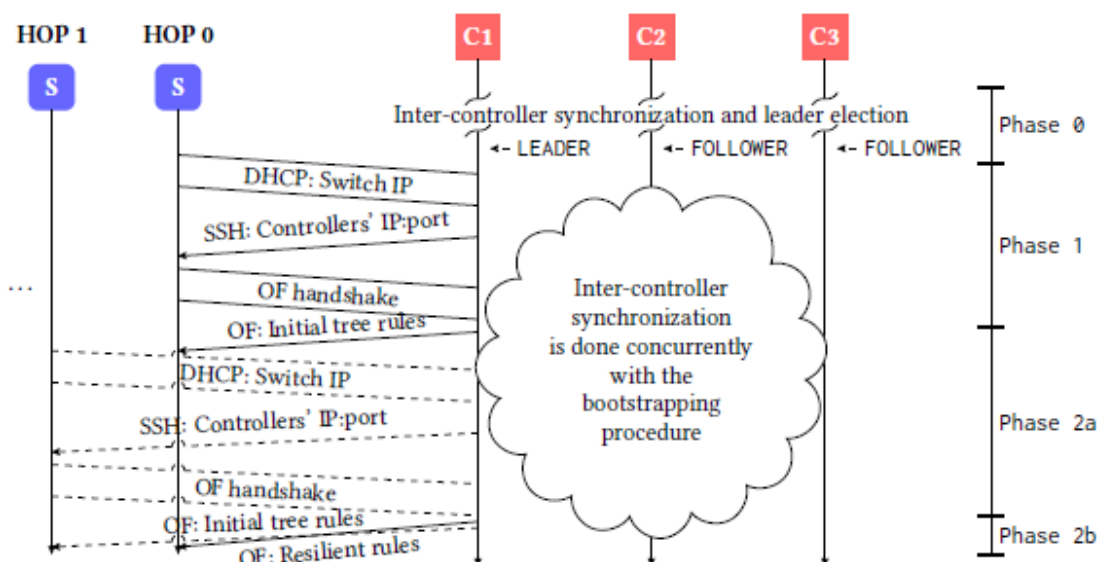 HOP 1
HOP 0
C1
C2
C3
S
S
Inter-controller synchronization and leader election
Phase 0
LEADER
FOLLOWER
FOLLOWER
DHCP: Switch IP
SSH: Controllers' IP:port
Phase 1
...
OF handshake
OF: Initial tree rules
Inter-controller
synchronization
is done concurrently
with the
bootstrapping
procedure
DHCP: Switch IP
SSH: Controllers' IP:port
Phase 2a
OF handshake
OF: Initial tree rules
OF: Resilient rules
Phase 2b